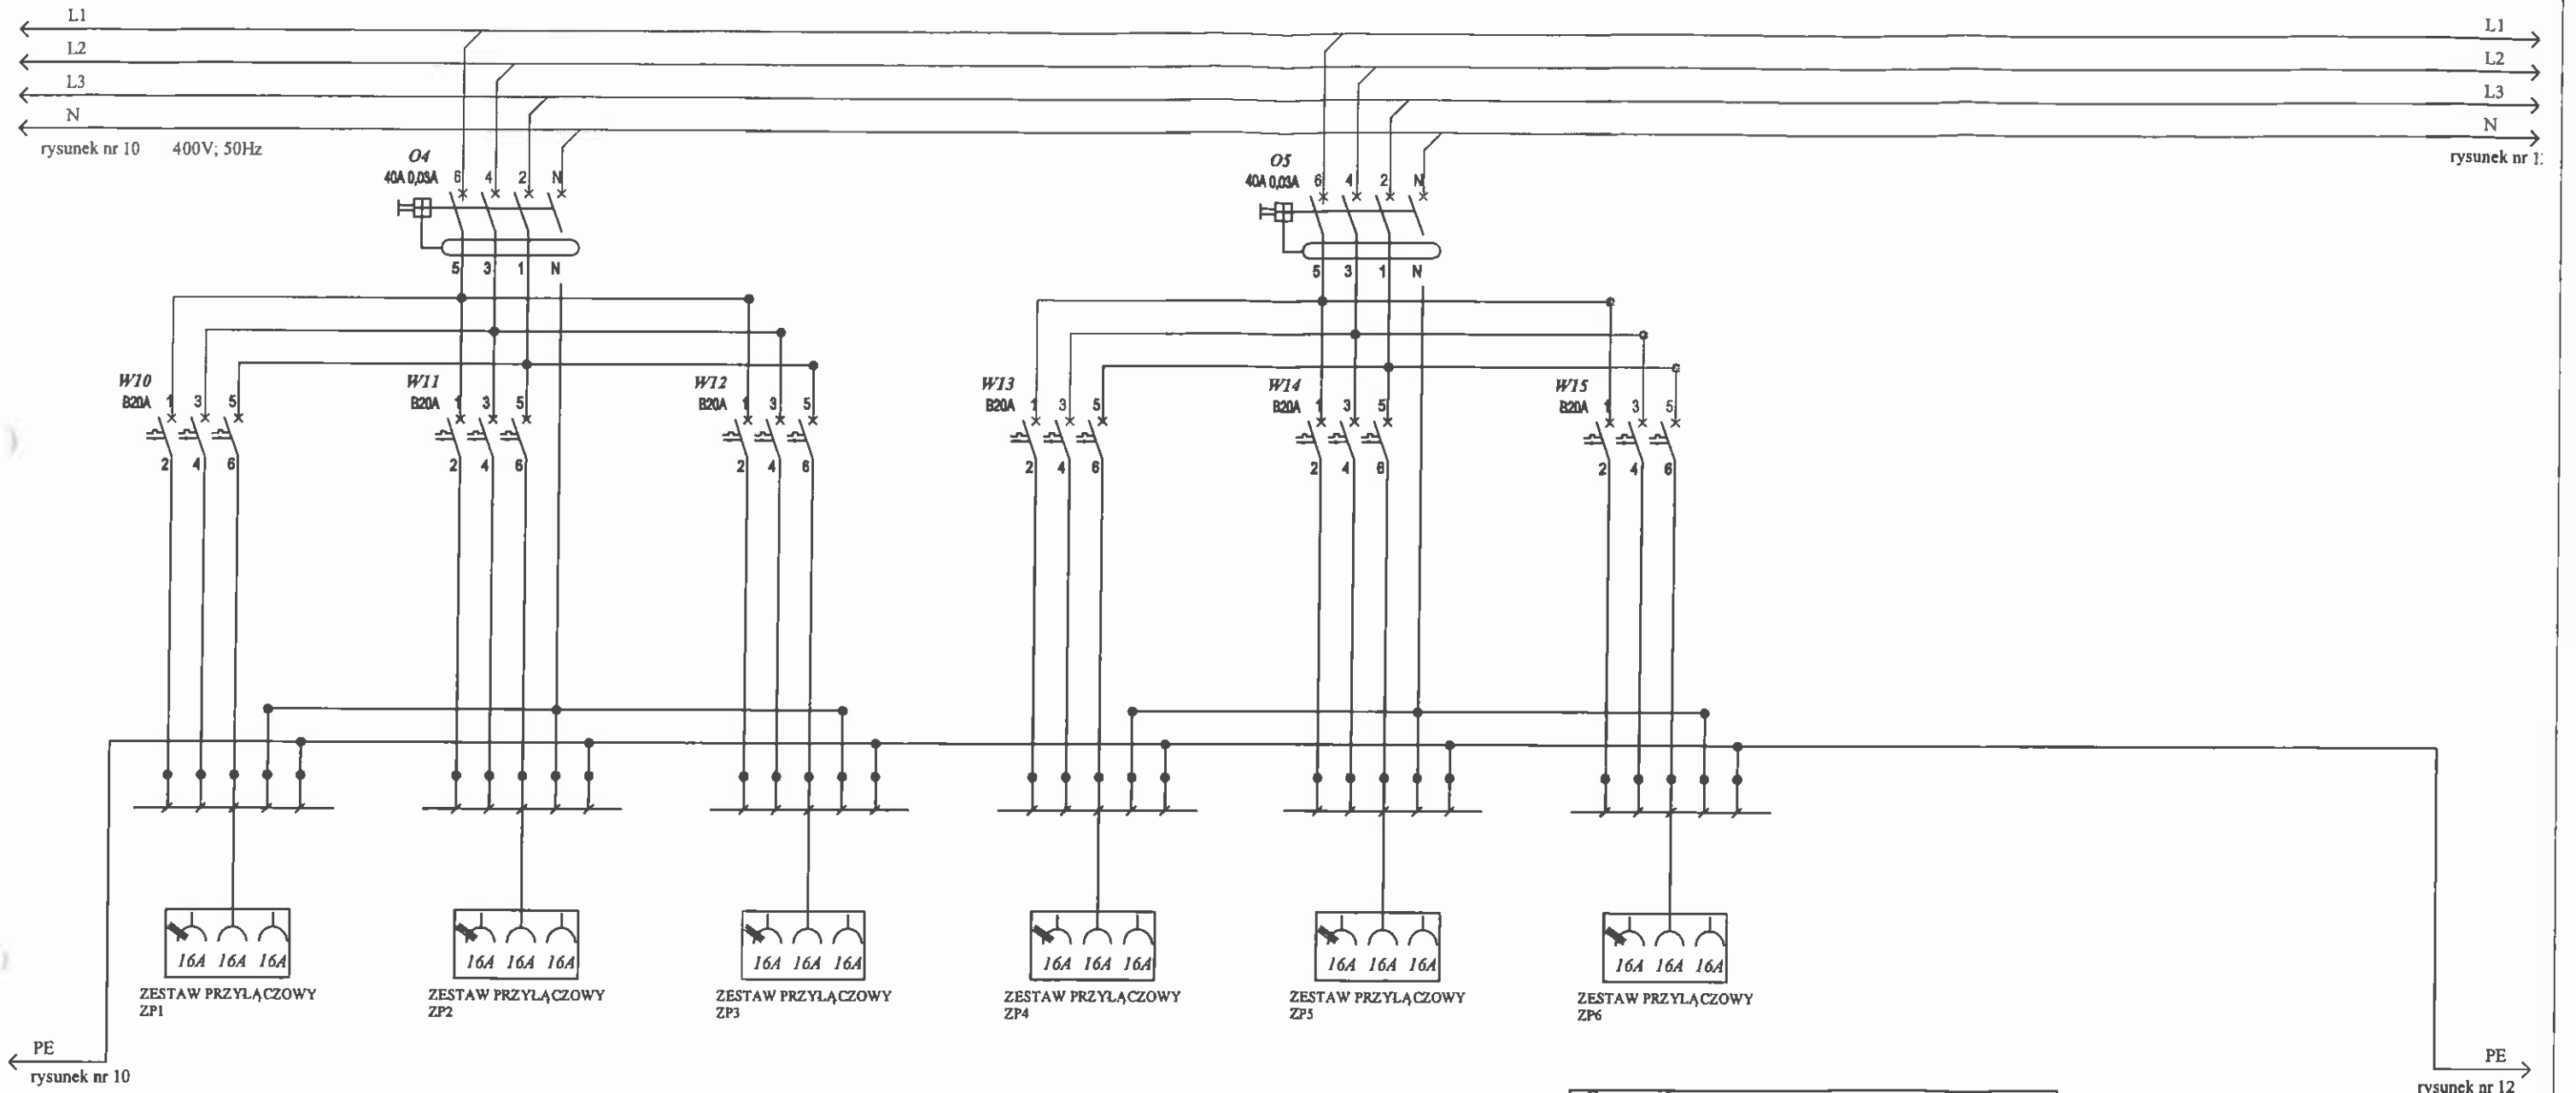 L1 L1
L2 L2
L3 L3
N N
rysunek nr 10 400V; 50Hz rysunek nr 1
O4 O5
40A 0,03A 6 4 2 N 40A 0,03A 6 4 2 N
5 3 1 N 5 3 1 N
W10 W11 W12 W13 W14 W15
B20A 1 3 5 B20A 1 3 5 B20A 1 3 5 B20A 1 3 5 B20A 1 3 5 B20A 1 3 5
2 4 6 2 4 6 2 4 6 2 4 6 2 4 6 2 4 6
16A 16A 16A 16A 16A 16A 16A 16A 16A 16A 16A 16A 16A 16A 16A 16A 16A 16A
ZESTAW PRZYŁĄCZOWY ZESTAW PRZYŁĄCZOWY ZESTAW PRZYŁĄCZOWY ZESTAW PRZYŁĄCZOWY ZESTAW PRZYŁĄCZOWY ZESTAW PRZYŁĄCZOWY
ZP1 ZP2 ZP3 ZP4 ZP5 ZP6
PE PE
rysunek nr 10 rysunek nr 12